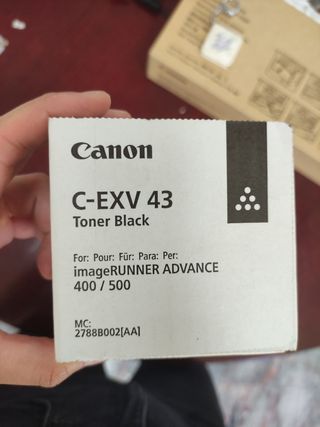 Canon
C-EXV 43
Toner Black
For: Pour: Für: Para: Per:
imageRUNNER ADVANCE
400 / 500
MC:
2788B002[AA]